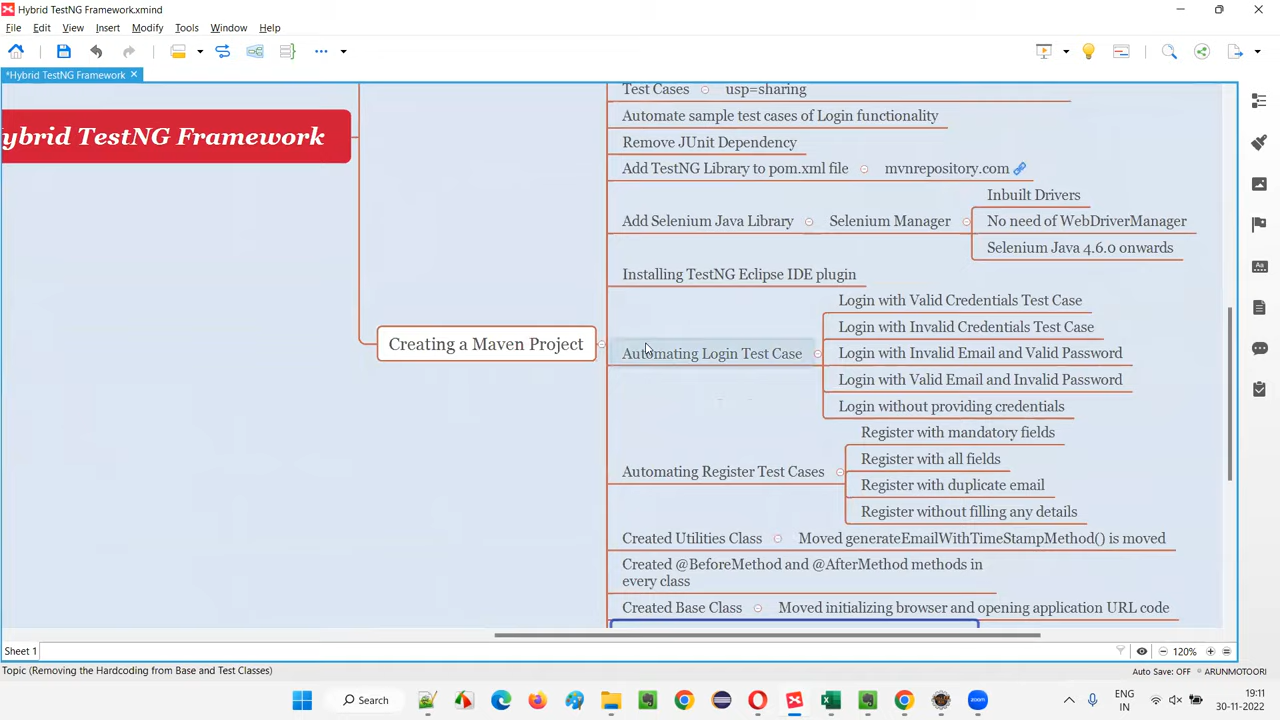 Hybrid TestNG Framework.xmind
File Edit View Insert Modify Tools Window Help
*Hybrid TestNG Framework
ybrid TestNG Framework
Creating a Maven Project
Test Cases usp=sharing
Automate sample test cases of Login functionality
Remove JUnit Dependency
Add TestNG Library to pom.xml file mvnrepository.com
Inbuilt Drivers
Add Selenium Java Library Selenium Manager No need of WebDriverManager
Selenium Java 4.6.0 onwards
Installing TestNG Eclipse IDE plugin
Login with Valid Credentials Test Case
Login with Invalid Credentials Test Case
Automating Login Test Case Login with Invalid Email and Valid Password
Login with Valid Email and Invalid Password
Login without providing credentials
Register with mandatory fields
Register with all fields
Automating Register Test Cases
Register with duplicate email
Register without filling any details
Created Utilities Class Moved generateEmailWithTimeStampMethod() is moved
Created @BeforeMethod and @AfterMethod methods in
every class
Created Base Class Moved initializing browser and opening application URL code
Sheet 1
120%
Topic (Removing the Hardcoding from Base and Test Classes)
Auto Save: OFF ARUNMOTOORI
Search
zoom
ENG
IN
19:11
30-11-2022